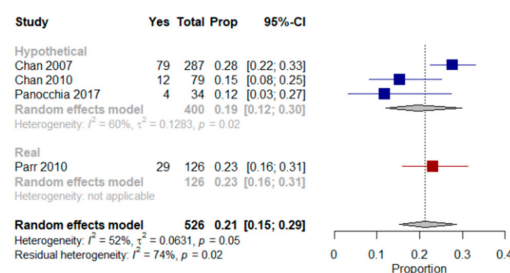 Study Yes Total Prop 95%-CI
Hypothetical
Chan 2007 79 287 0.28 [0.22; 0.33]
Chan 2010 12 79 0.15 [0.08; 0.25]
Panocchia 2017 4 34 0.12 [0.03; 0.27]
Random effects model 400 0.19 [0.12; 0.30]
Heterogeneity: I² = 60%, τ² = 0.1283, p = 0.02
Real
Parr 2010 29 126 0.23 [0.16; 0.31]
Random effects model 126 0.23 [0.16; 0.31]
Heterogeneity: not applicable
Random effects model 526 0.21 [0.15; 0.29]
Heterogeneity: I² = 52%, τ² = 0.0631, p = 0.05
Residual heterogeneity: I² = 74%, p = 0.02
0 0.1 0.2 0.3 0.4
Proportion